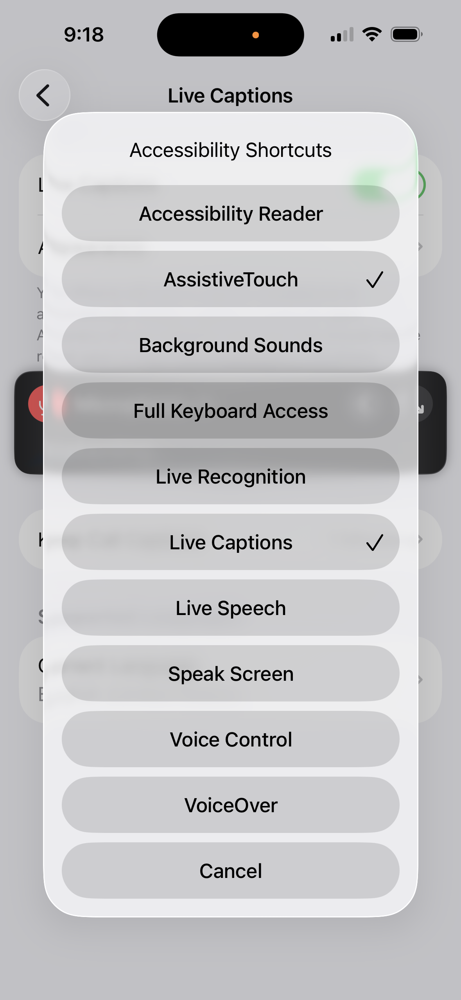 9:18
Live Captions
Accessibility Shortcuts
Accessibility Reader
AssistiveTouch
Background Sounds
Full Keyboard Access
Live Recognition
Live Captions
Live Speech
Speak Screen
Voice Control
VoiceOver
Cancel